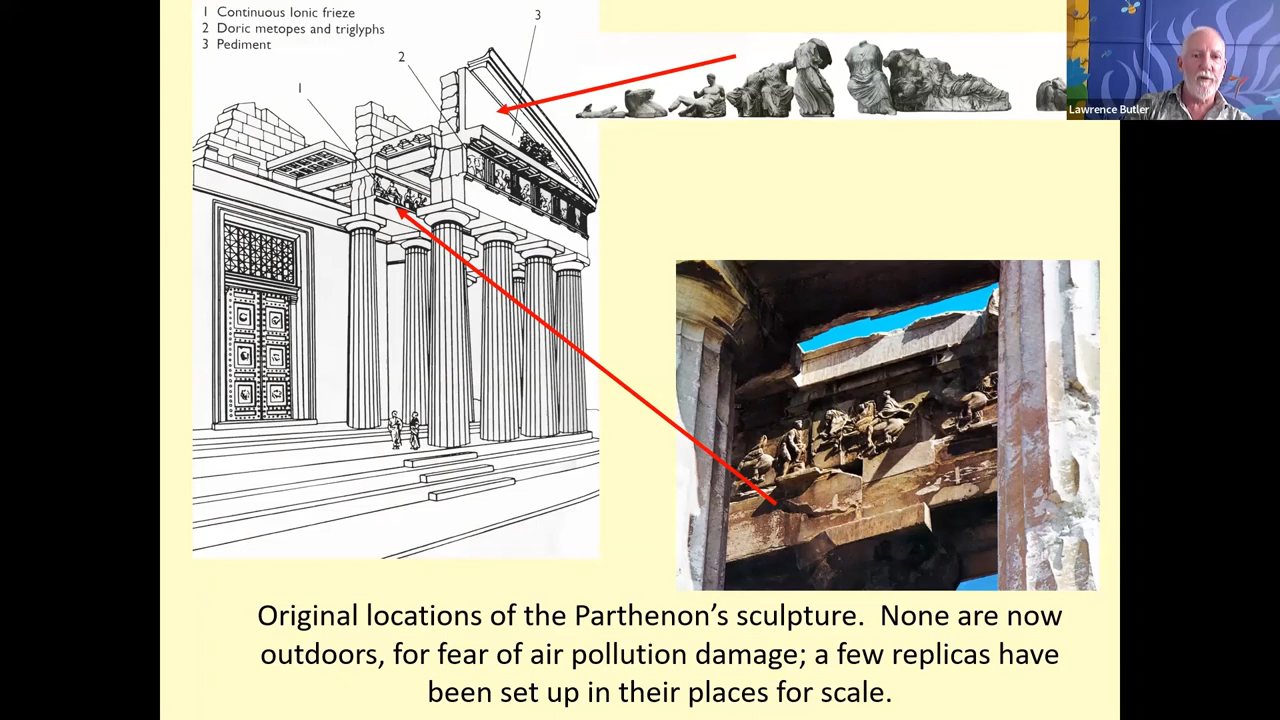 1 Continuous Ionic frieze
2 Doric metopes and triglyphs
3 Pediment
3
2
1
Lawrence Butler
Original locations of the Parthenon’s sculpture. None are now
outdoors, for fear of air pollution damage; a few replicas have
been set up in their places for scale.